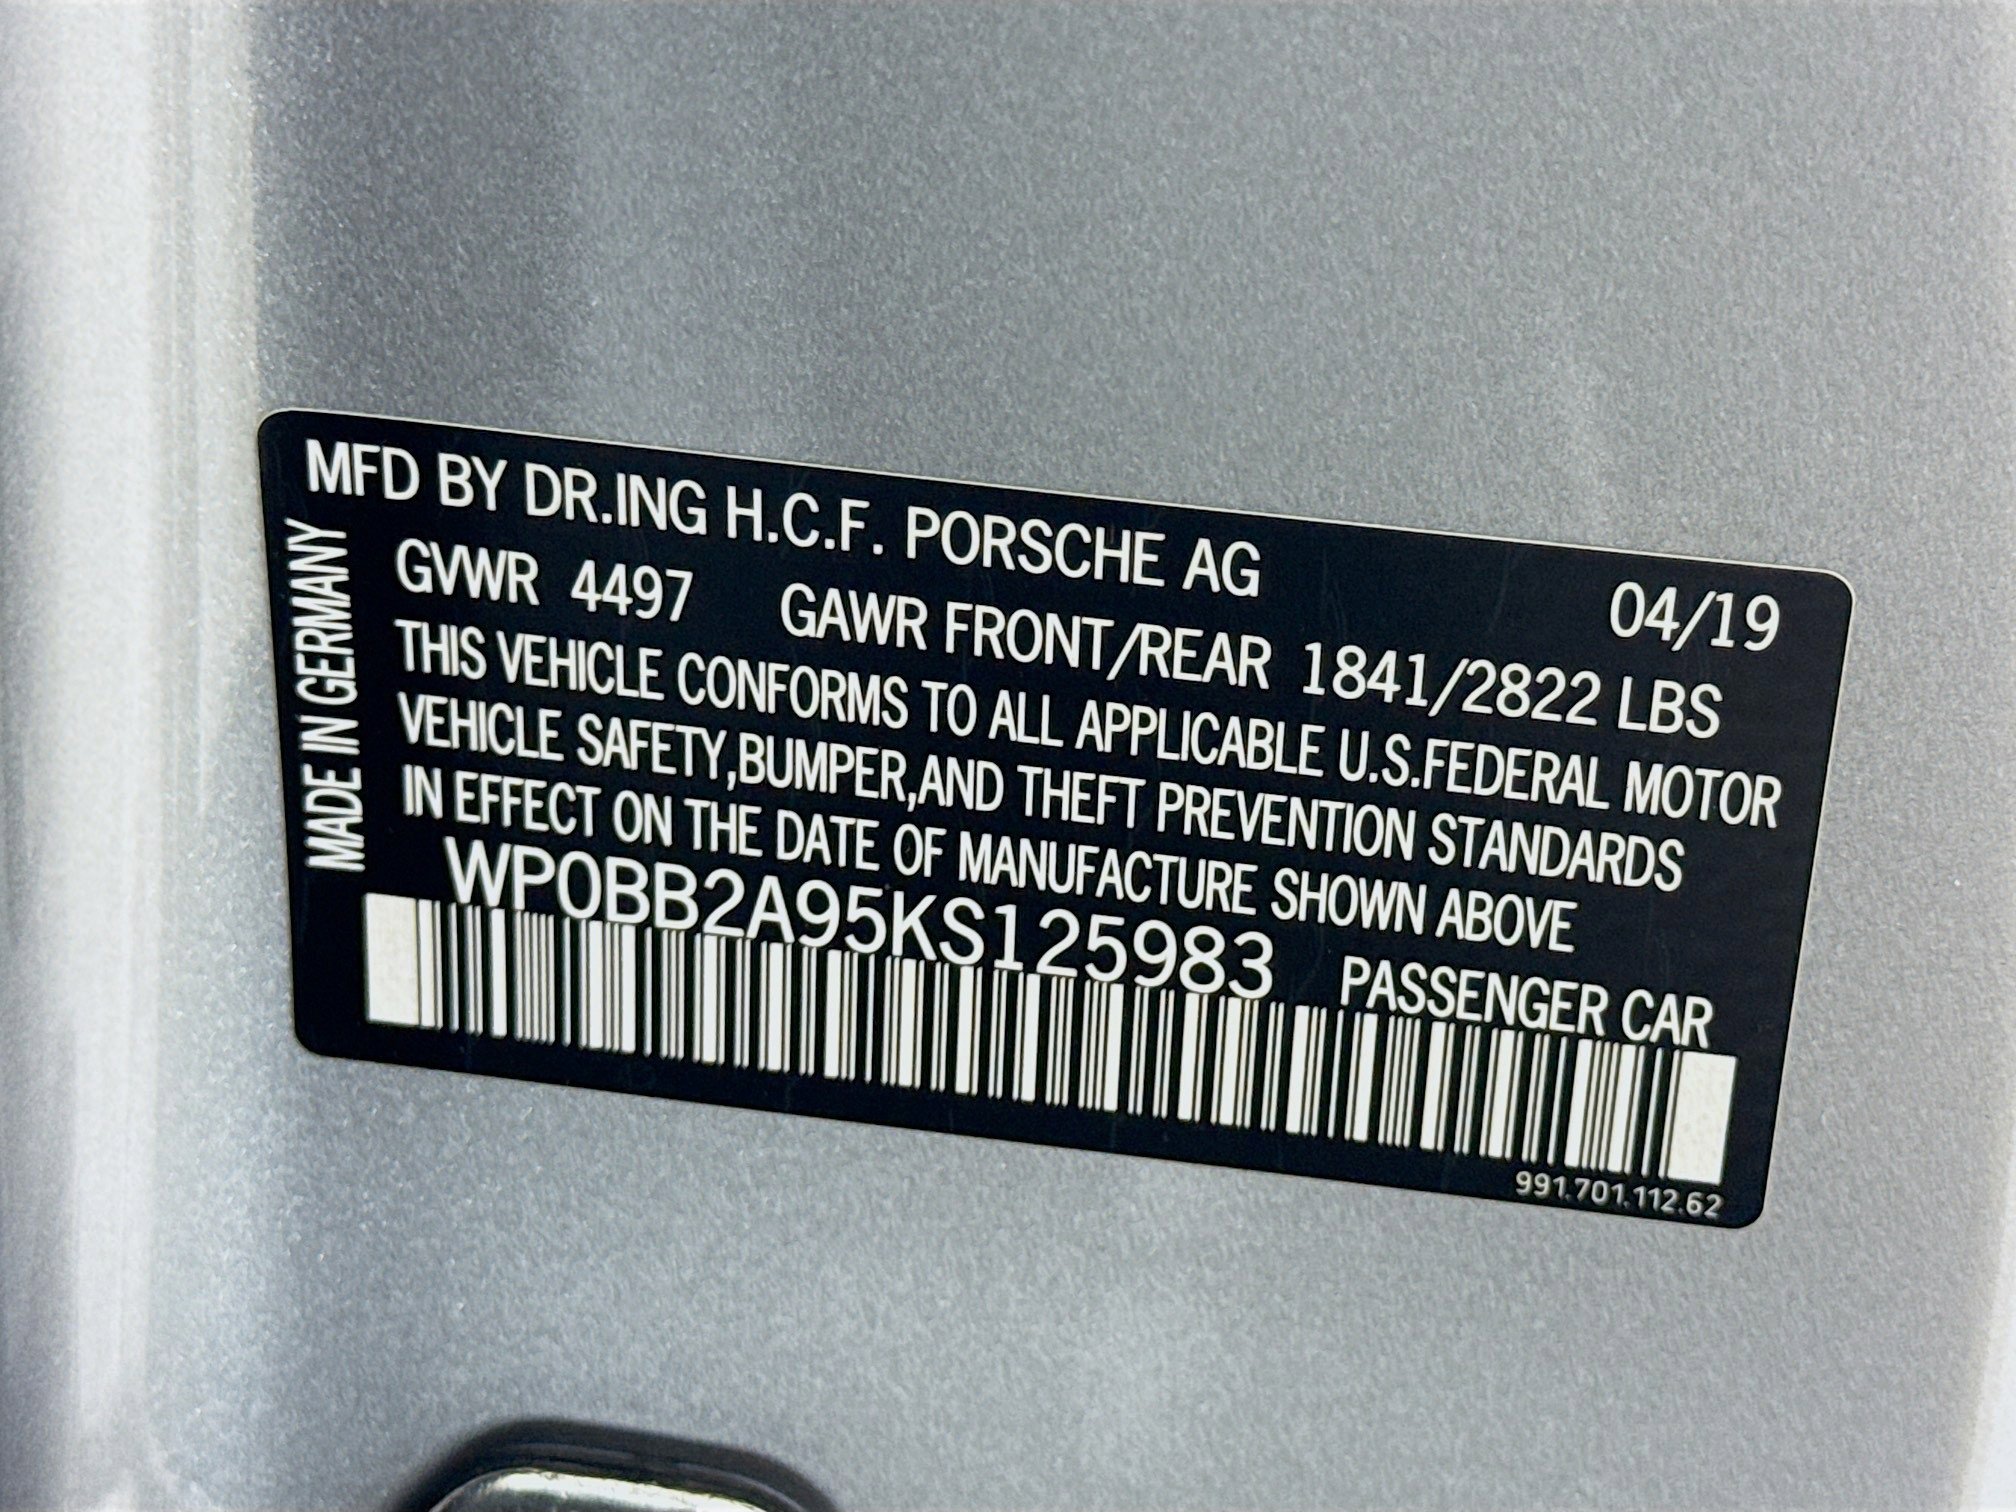 MFD BY DR.ING H.C.F. PORSCHE AG 04/19
GVWR 4497 GAWR FRONT/REAR 1841/2822 LBS
THIS VEHICLE CONFORMS TO ALL APPLICABLE U.S.FEDERAL MOTOR
VEHICLE SAFETY,BUMPER,AND THEFT PREVENTION STANDARDS
IN EFFECT ON THE DATE OF MANUFACTURE SHOWN ABOVE
WP0BB2A95KS125983 PASSENGER CAR
991.701.112.62
MADE IN GERMANY